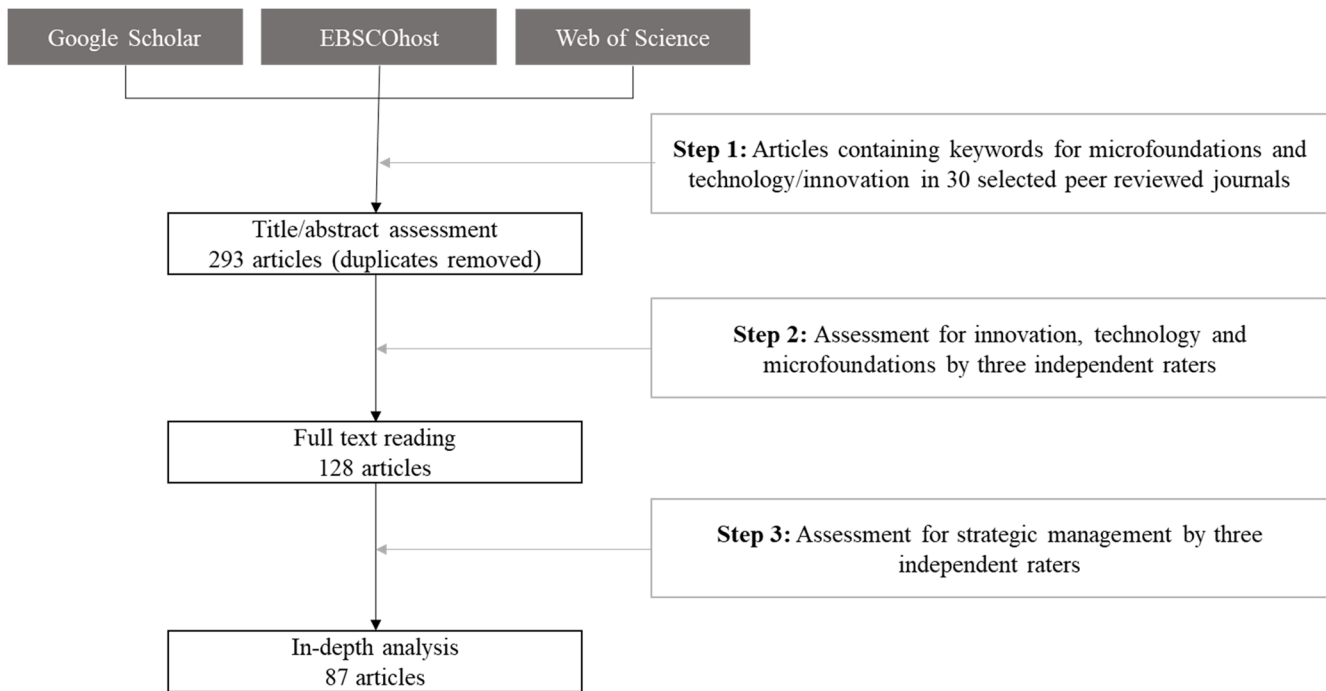 Google Scholar
EBSCOhost
Web of Science
Step 1: Articles containing keywords for microfoundations and
technology/innovation in 30 selected peer reviewed journals
Title/abstract assessment
293 articles (duplicates removed)
Step 2: Assessment for innovation, technology and
microfoundations by three independent raters
Full text reading
128 articles
Step 3: Assessment for strategic management by three
independent raters
In-depth analysis
87 articles